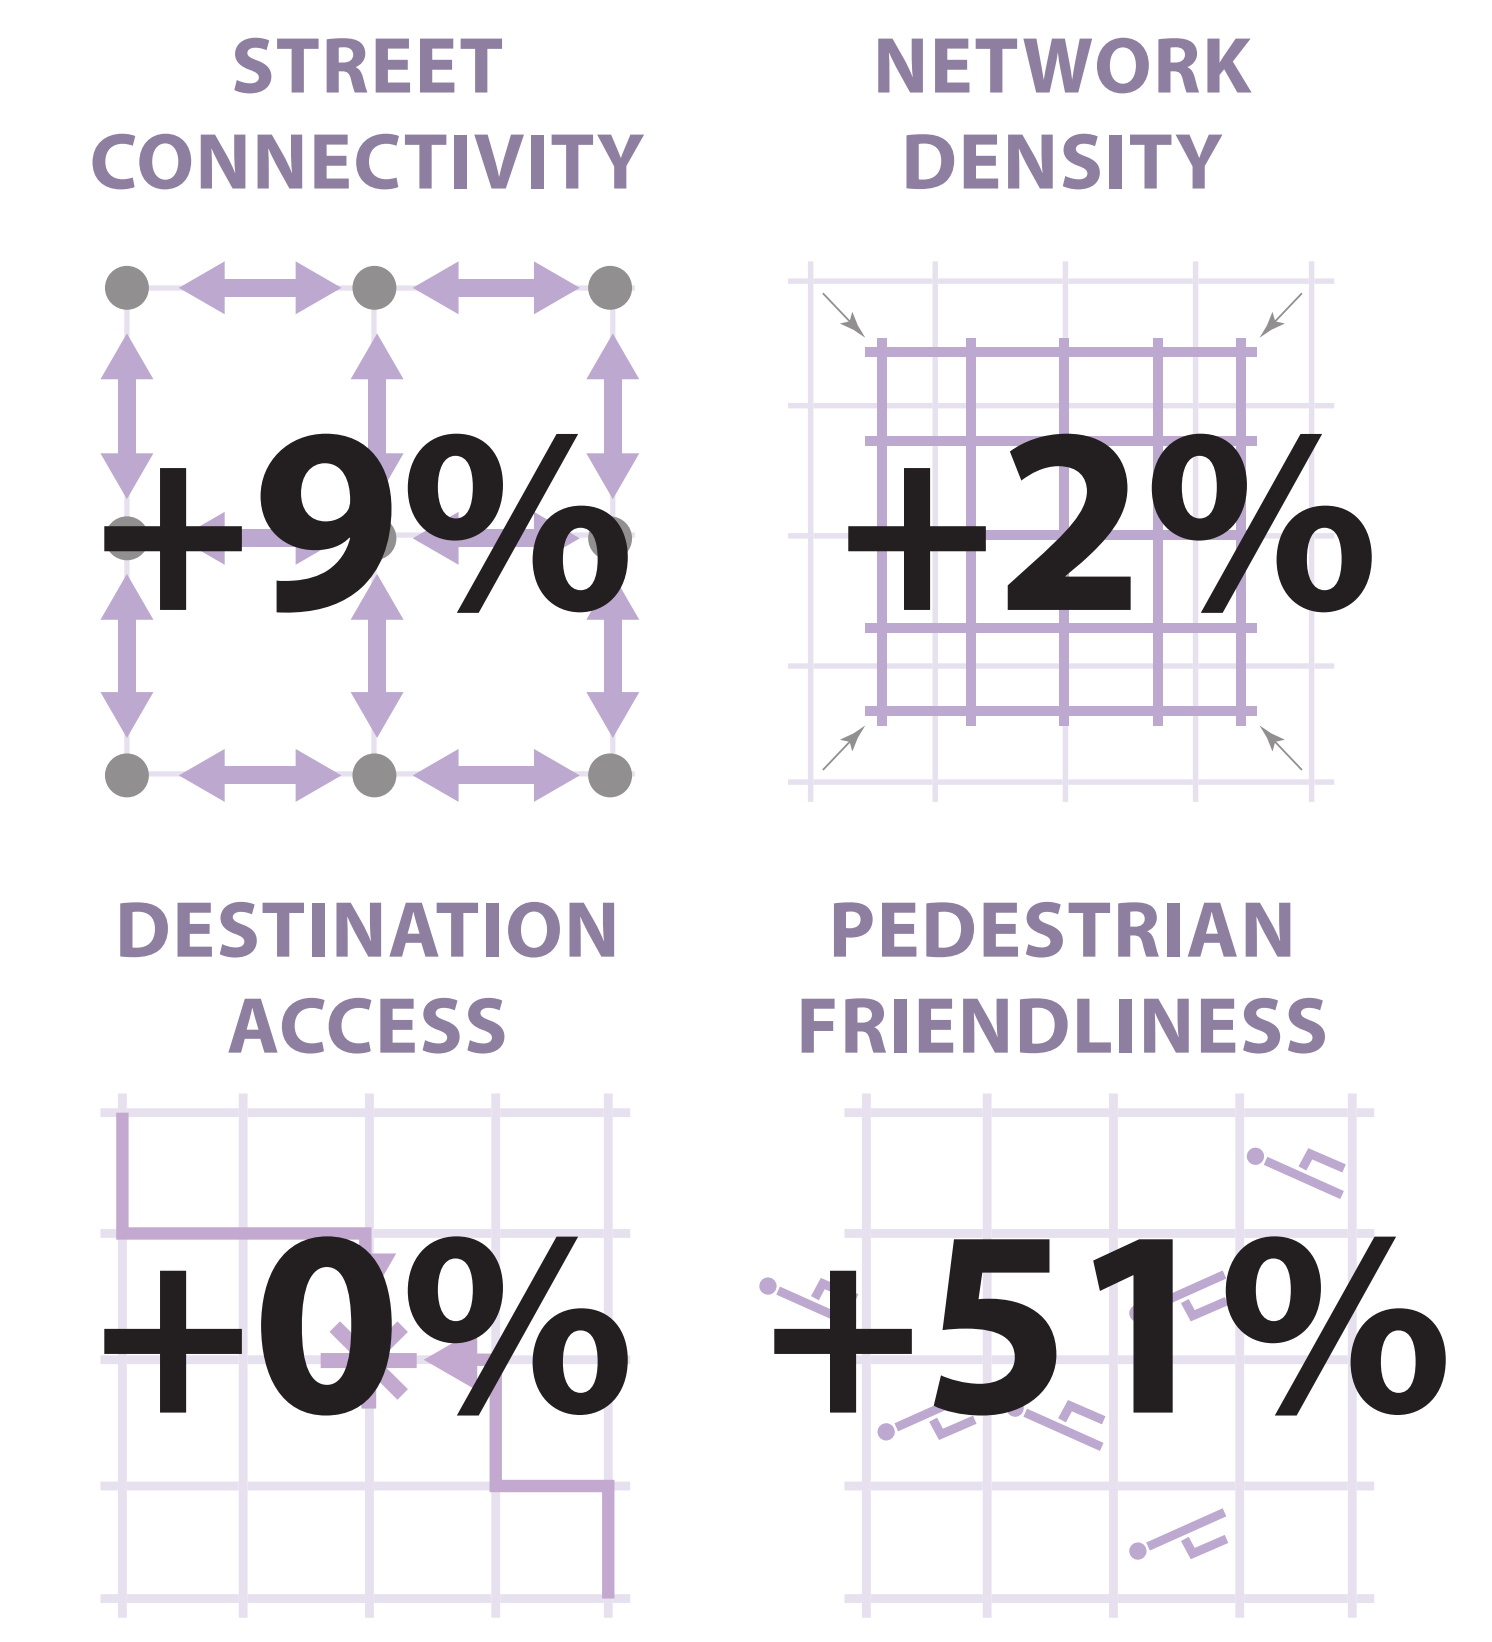 STREET
CONNECTIVITY
+9%
NETWORK
DENSITY
+2%
DESTINATION
ACCESS
+0%
PEDESTRIAN
FRIENDLINESS
+51%